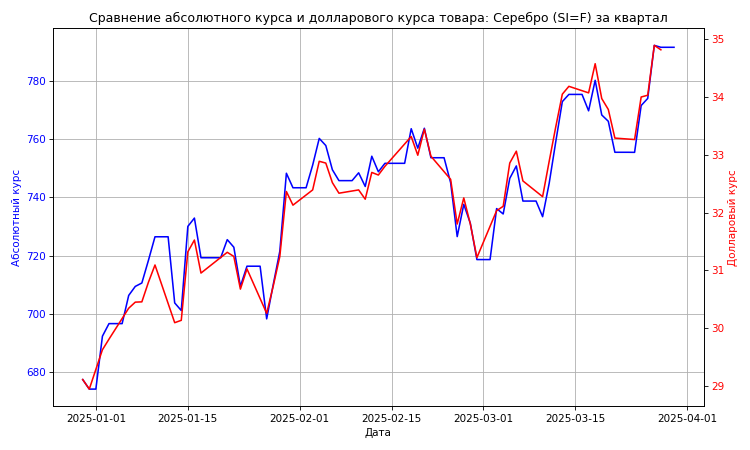 Сравнение абсолютного курса и долларового курса товара: Серебро (SI=F) за квартал
Абсолютный курс
780
760
740
720
700
680
35
34
33
32
31
30
29
Долларовый курс
2025-01-01 2025-01-15 2025-02-01 2025-02-15 2025-03-01 2025-03-15 2025-04-01
Дата